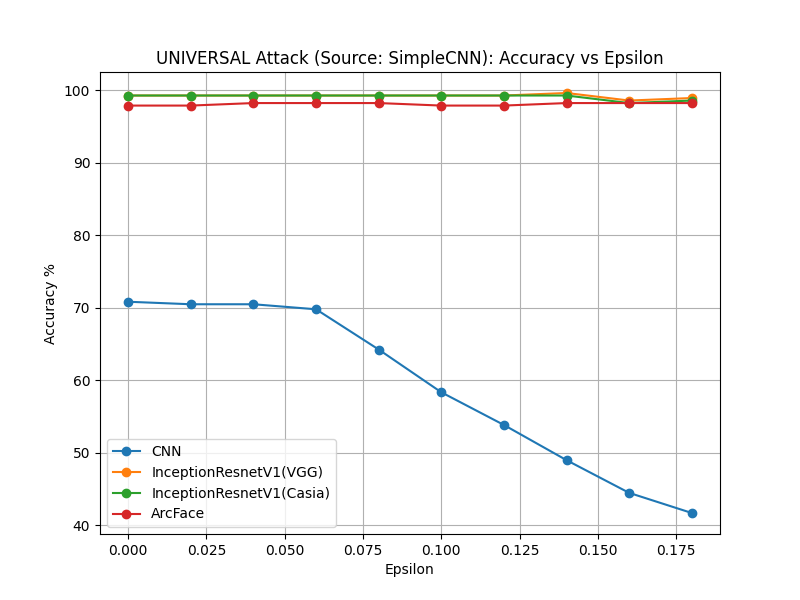 UNIVERSAL Attack (Source: SimpleCNN): Accuracy vs Epsilon
100
90
80
70
60
50
40
Accuracy %
CNN
InceptionResnetV1(VGG)
InceptionResnetV1(Casia)
ArcFace
0.000 0.025 0.050 0.075 0.100 0.125 0.150 0.175
Epsilon